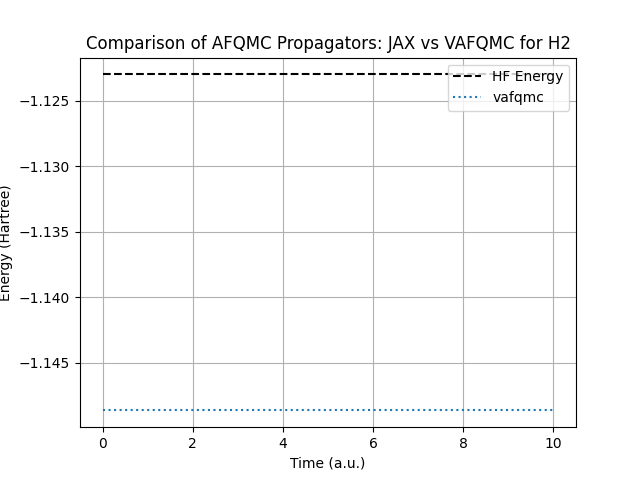 Comparison of AFQMC Propagators: JAX vs VAFQMC for H2
HF Energy
vafqmc
Energy (Hartree)
−1.125
−1.130
−1.135
−1.140
−1.145
0 2 4 6 8 10
Time (a.u.)